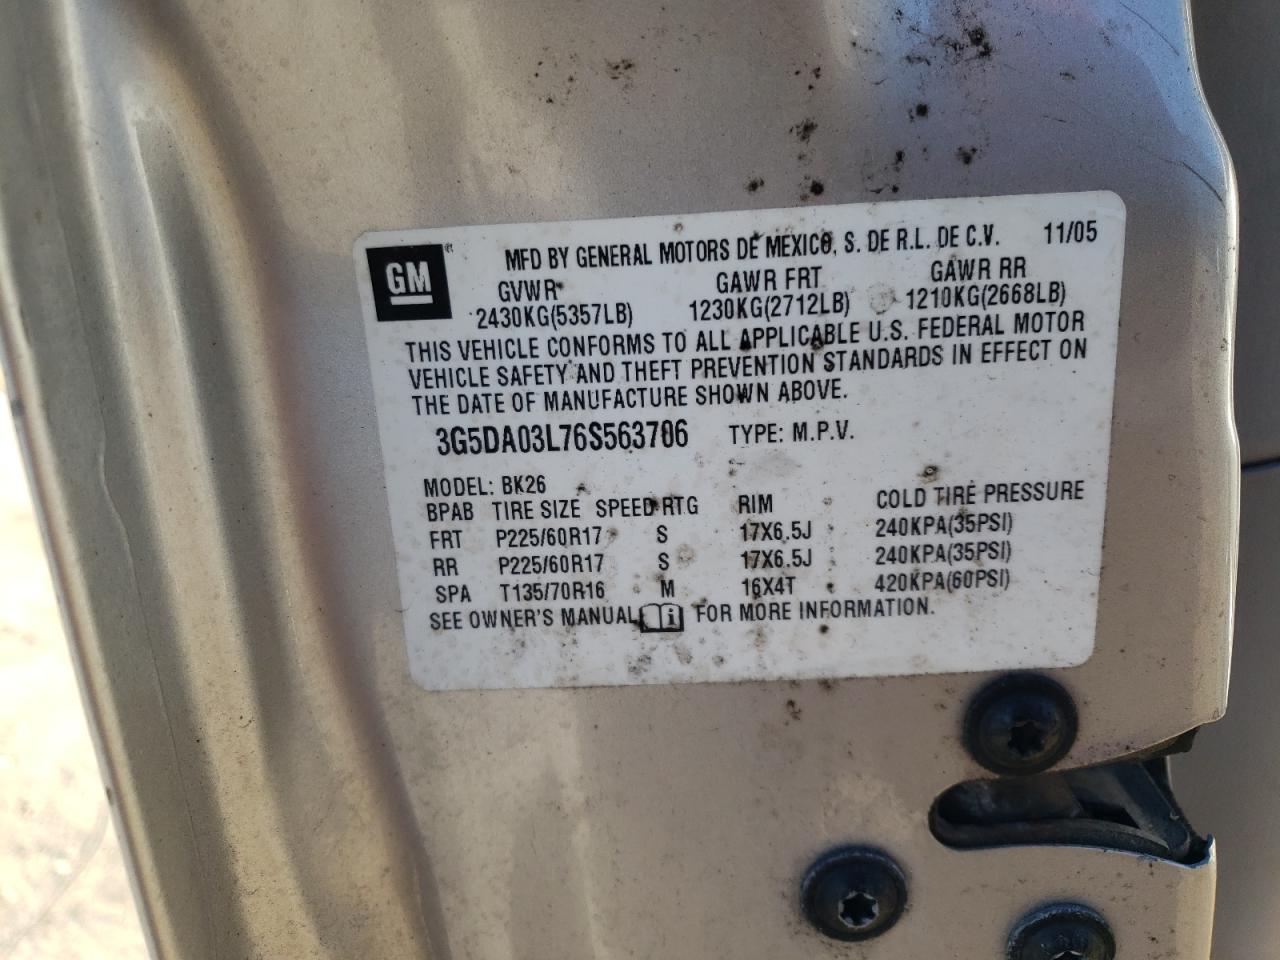 GM
MFD BY GENERAL MOTORS DE MEXICO, S. DE R.L. DE C.V. 11/05
GVWR GAWR FRT GAWR RR
2430KG(5357LB) 1230KG(2712LB) 1210KG(2668LB)
THIS VEHICLE CONFORMS TO ALL APPLICABLE U.S. FEDERAL MOTOR
VEHICLE SAFETY AND THEFT PREVENTION STANDARDS IN EFFECT ON
THE DATE OF MANUFACTURE SHOWN ABOVE.
3G5DA03L76S563706 TYPE: M.P.V.
MODEL: BK26
BPAB TIRE SIZE SPEED RTG RIM COLD TIRE PRESSURE
FRT P225/60R17 S 17X6.5J 240KPA(35PSI)
RR P225/60R17 S 17X6.5J 240KPA(35PSI)
SPA T135/70R16 M 16X4T 420KPA(60PSI)
SEE OWNER'S MANUAL FOR MORE INFORMATION.